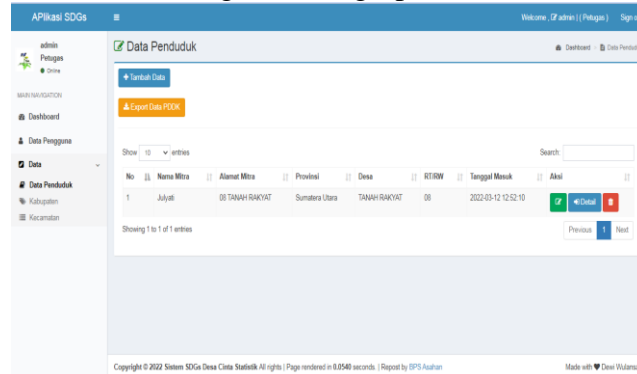 APlikasi SDGs
Welcome, admin ( Petugas ) Sign
admin
Petugas
Online
MAIN NAVIGATION
Dashboard
Data Pengguna
Data
Data Penduduk
Kabupaten
Kecamatan
Data Penduduk
Dashboard Data
Tambah Data
Export Data PDDK
Show 10 entries
Search:
No Nama Mitra Alamat Mitra Provinsi Desa RT/RW Tanggal Masuk Aksi
1 Julyati 08 TANAH RAKYAT Sumatera Utara TANAH RAKYAT 08 2022-03-12 12:52:10 Detail
Showing 1 to 1 of 1 entries
Previous 1 Next
Copyright © 2022 Sistem SDGs Desa Cinta Statistik All rights | Page rendered in 0.0540 seconds. | Repost by BPS Asahan
Made with ♥ Dewi